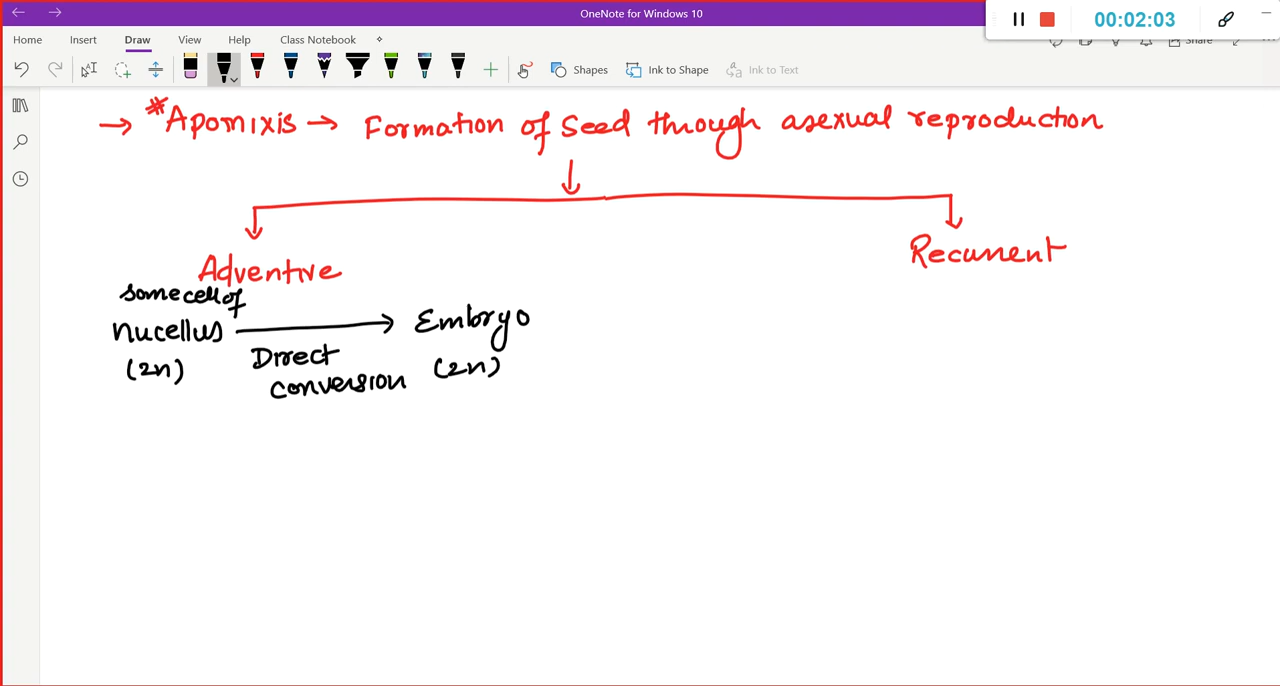 OneNote for Windows 10
00:02:03
Home Insert Draw View Help Class Notebook
Share
Shapes Ink to Shape Ink to Text
→ *Apomixis → Formation of Seed through asexual reproduction
Adventive
Recurrent
some cell of
nucellus → Embryo
(2n) Direct conversion (2n)